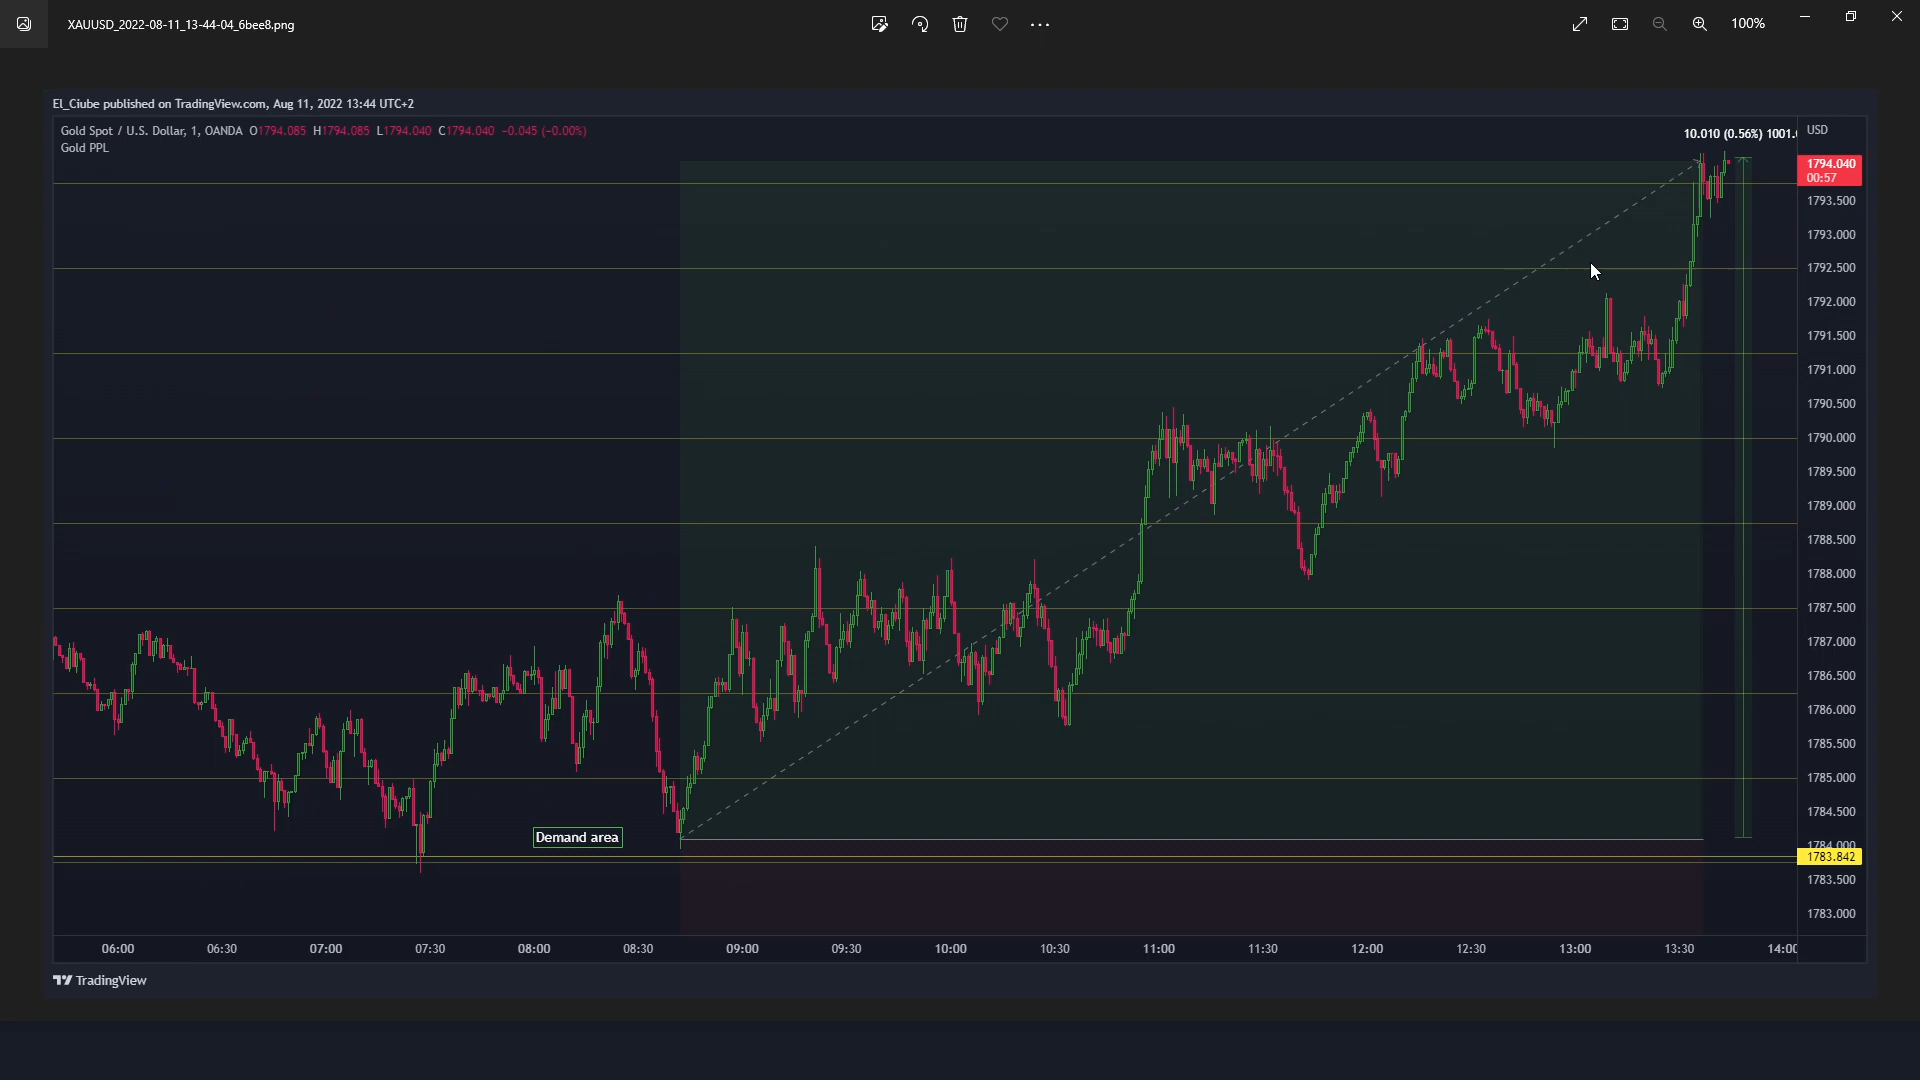 XAUUSD_2022-08-11_13-44-04_6bee8.png
100%
El_Ciube published on TradingView.com, Aug 11, 2022 13:44 UTC+2
Gold Spot / U.S. Dollar, 1, OANDA O1794.085 H1794.085 L1794.040 C1794.040 −0.045 (−0.00%)
Gold PPL
10.010 (0.56%) 1001.
USD
1794.040
00:57
1793.500
1793.000
1792.500
1792.000
1791.500
1791.000
1790.500
1790.000
1789.500
1789.000
1788.500
1788.000
1787.500
1787.000
1786.500
1786.000
1785.500
1785.000
1784.500
Demand area
1784.000
1783.842
1783.500
1783.000
06:00 06:30 07:00 07:30 08:00 08:30 09:00 09:30 10:00 10:30 11:00 11:30 12:00 12:30 13:00 13:30 14:00
TradingView